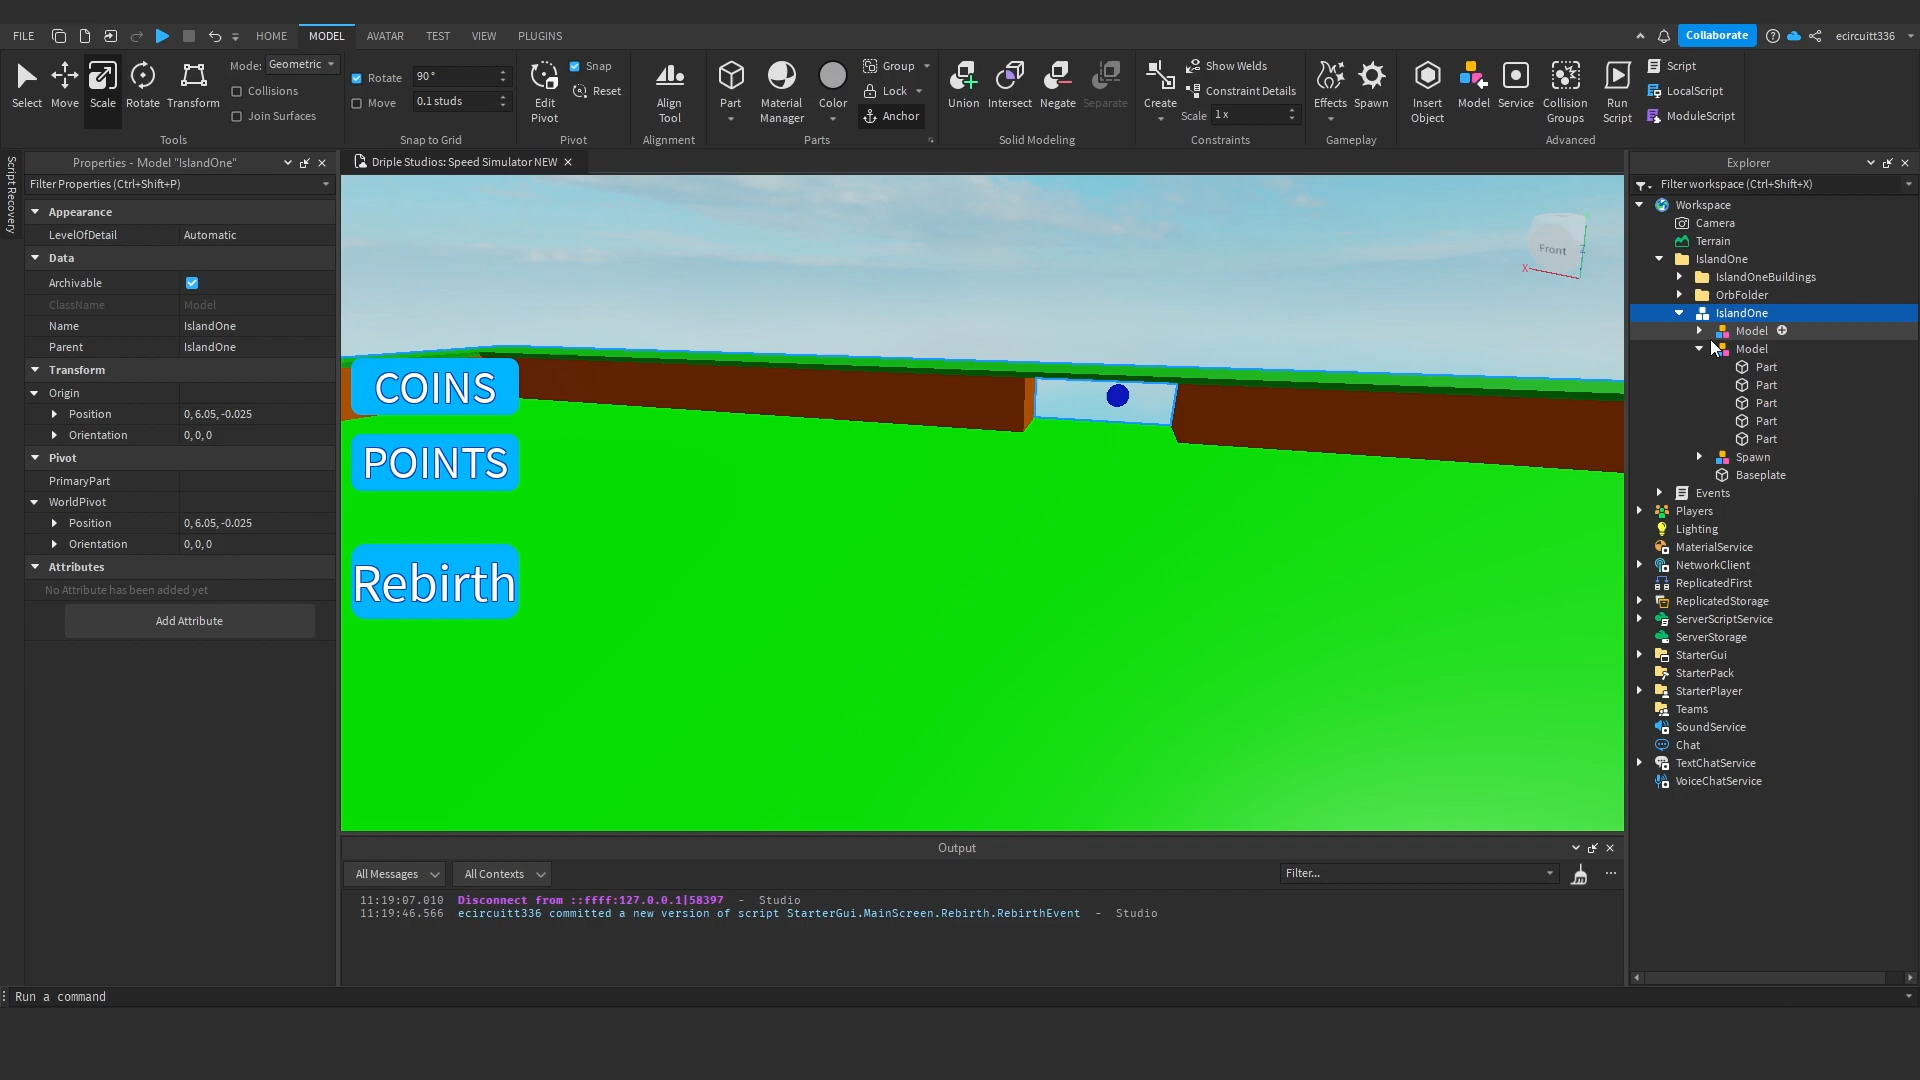 FILE HOME MODEL AVATAR TEST VIEW PLUGINS Collaborate ecircuitt336
Select Move Scale Rotate Transform
Mode: Geometric
Collisions
Join Surfaces
Tools
Rotate 90°
Move 0.1 studs
Snap to Grid
Edit Pivot
Snap
Reset
Pivot
Align Tool
Alignment
Part Material Manager Color
Group
Lock
Anchor
Parts
Union Intersect Negate Separate
Solid Modeling
Create
Show Welds
Constraint Details
Scale 1 x
Constraints
Effects Spawn
Gameplay
Insert Object Model Service Collision Groups Run Script
Script
LocalScript
ModuleScript
Advanced
Script Recovery
Properties - Model "IslandOne"
Filter Properties (Ctrl+Shift+P)
Appearance
LevelOfDetail Automatic
Data
Archivable
ClassName Model
Name IslandOne
Parent IslandOne
Transform
Origin
Position 0, 6.05, -0.025
Orientation 0, 0, 0
Pivot
PrimaryPart
WorldPivot
Position 0, 6.05, -0.025
Orientation 0, 0, 0
Attributes
No Attribute has been added yet
Add Attribute
Driple Studios: Speed Simulator NEW
Front
X
Z
COINS
POINTS
Rebirth
Output
All Messages All Contexts Filter...
11:19:07.010 Disconnect from ::ffff:127.0.0.1|58397 - Studio
11:19:46.566 ecircuitt336 committed a new version of script StarterGui.MainScreen.Rebirth.RebirthEvent - Studio
Explorer
Filter workspace (Ctrl+Shift+X)
Workspace
Camera
Terrain
IslandOne
IslandOneBuildings
OrbFolder
IslandOne
Model
Model
Part
Part
Part
Part
Part
Spawn
Baseplate
Events
Players
Lighting
MaterialService
NetworkClient
ReplicatedFirst
ReplicatedStorage
ServerScriptService
ServerStorage
StarterGui
StarterPack
StarterPlayer
Teams
SoundService
Chat
TextChatService
VoiceChatService
Run a command